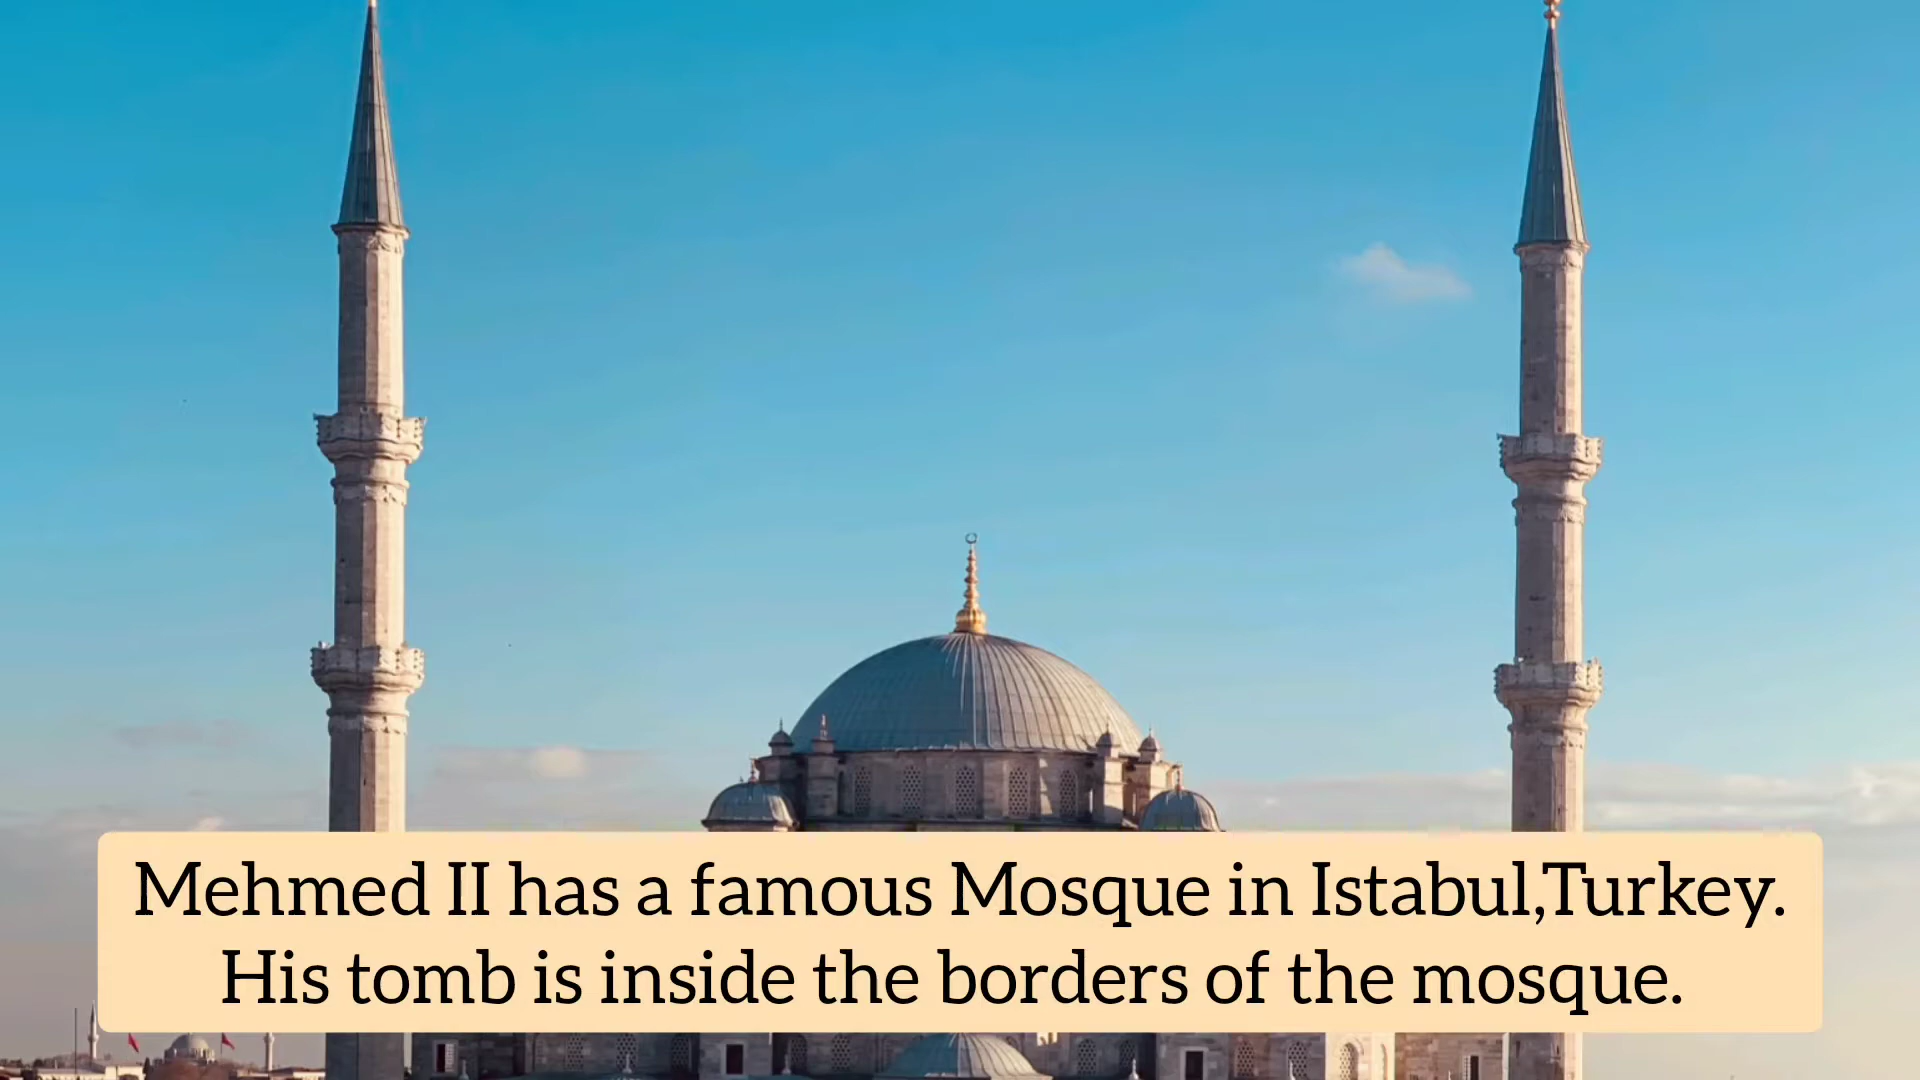 Mehmed II has a famous Mosque in Istabul,Turkey.
His tomb is inside the borders of the mosque.